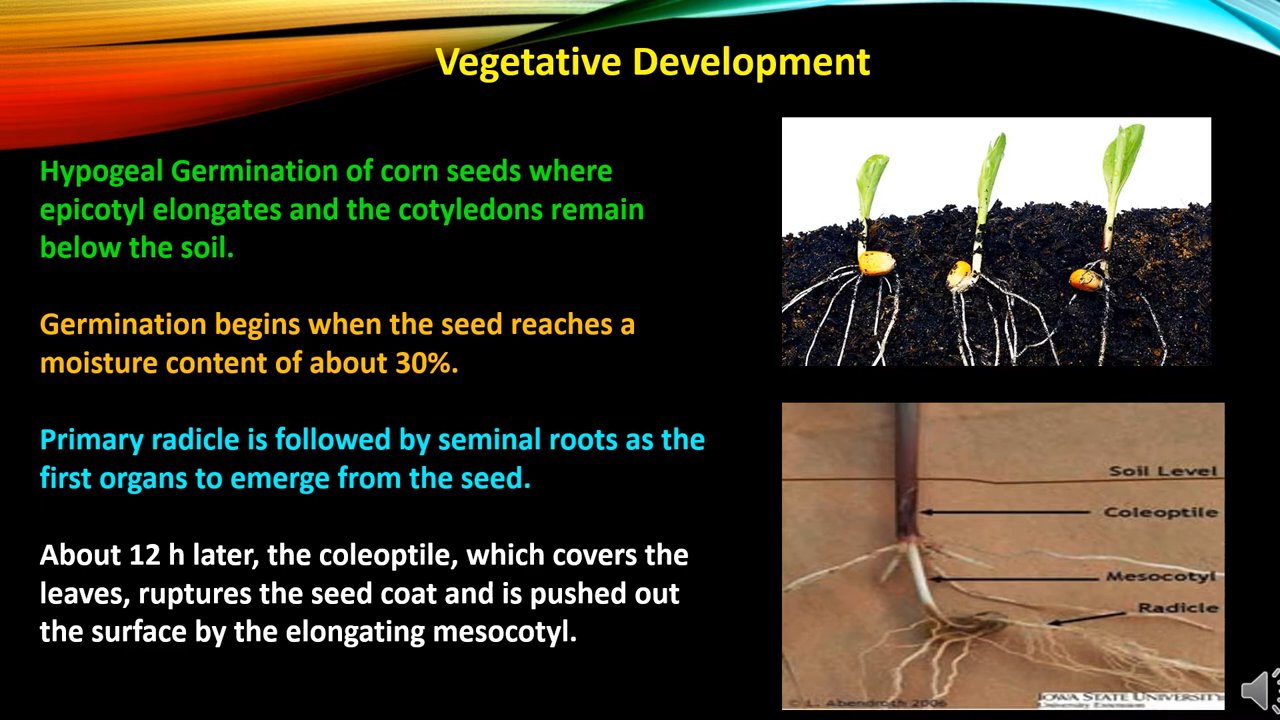 Vegetative Development
Hypogeal Germination of corn seeds where
epicotyl elongates and the cotyledons remain
below the soil.
Germination begins when the seed reaches a
moisture content of about 30%.
Primary radicle is followed by seminal roots as the
first organs to emerge from the seed.
About 12 h later, the coleoptile, which covers the
leaves, ruptures the seed coat and is pushed out
the surface by the elongating mesocotyl.
Soil Level
Coleoptile
Mesocotyl
Radicle
© L. Abendroth 2006
IOWA STATE UNIVERSITY
University Extension